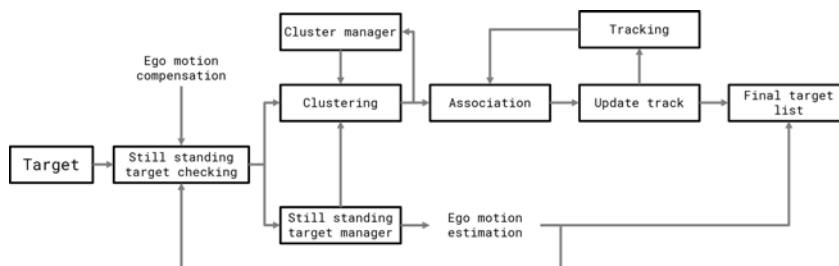 Cluster manager
Tracking
Ego motion
compensation
Clustering
Association
Update track
Final target
list
Target
Still standing
target checking
Still standing
target manager
Ego motion
estimation